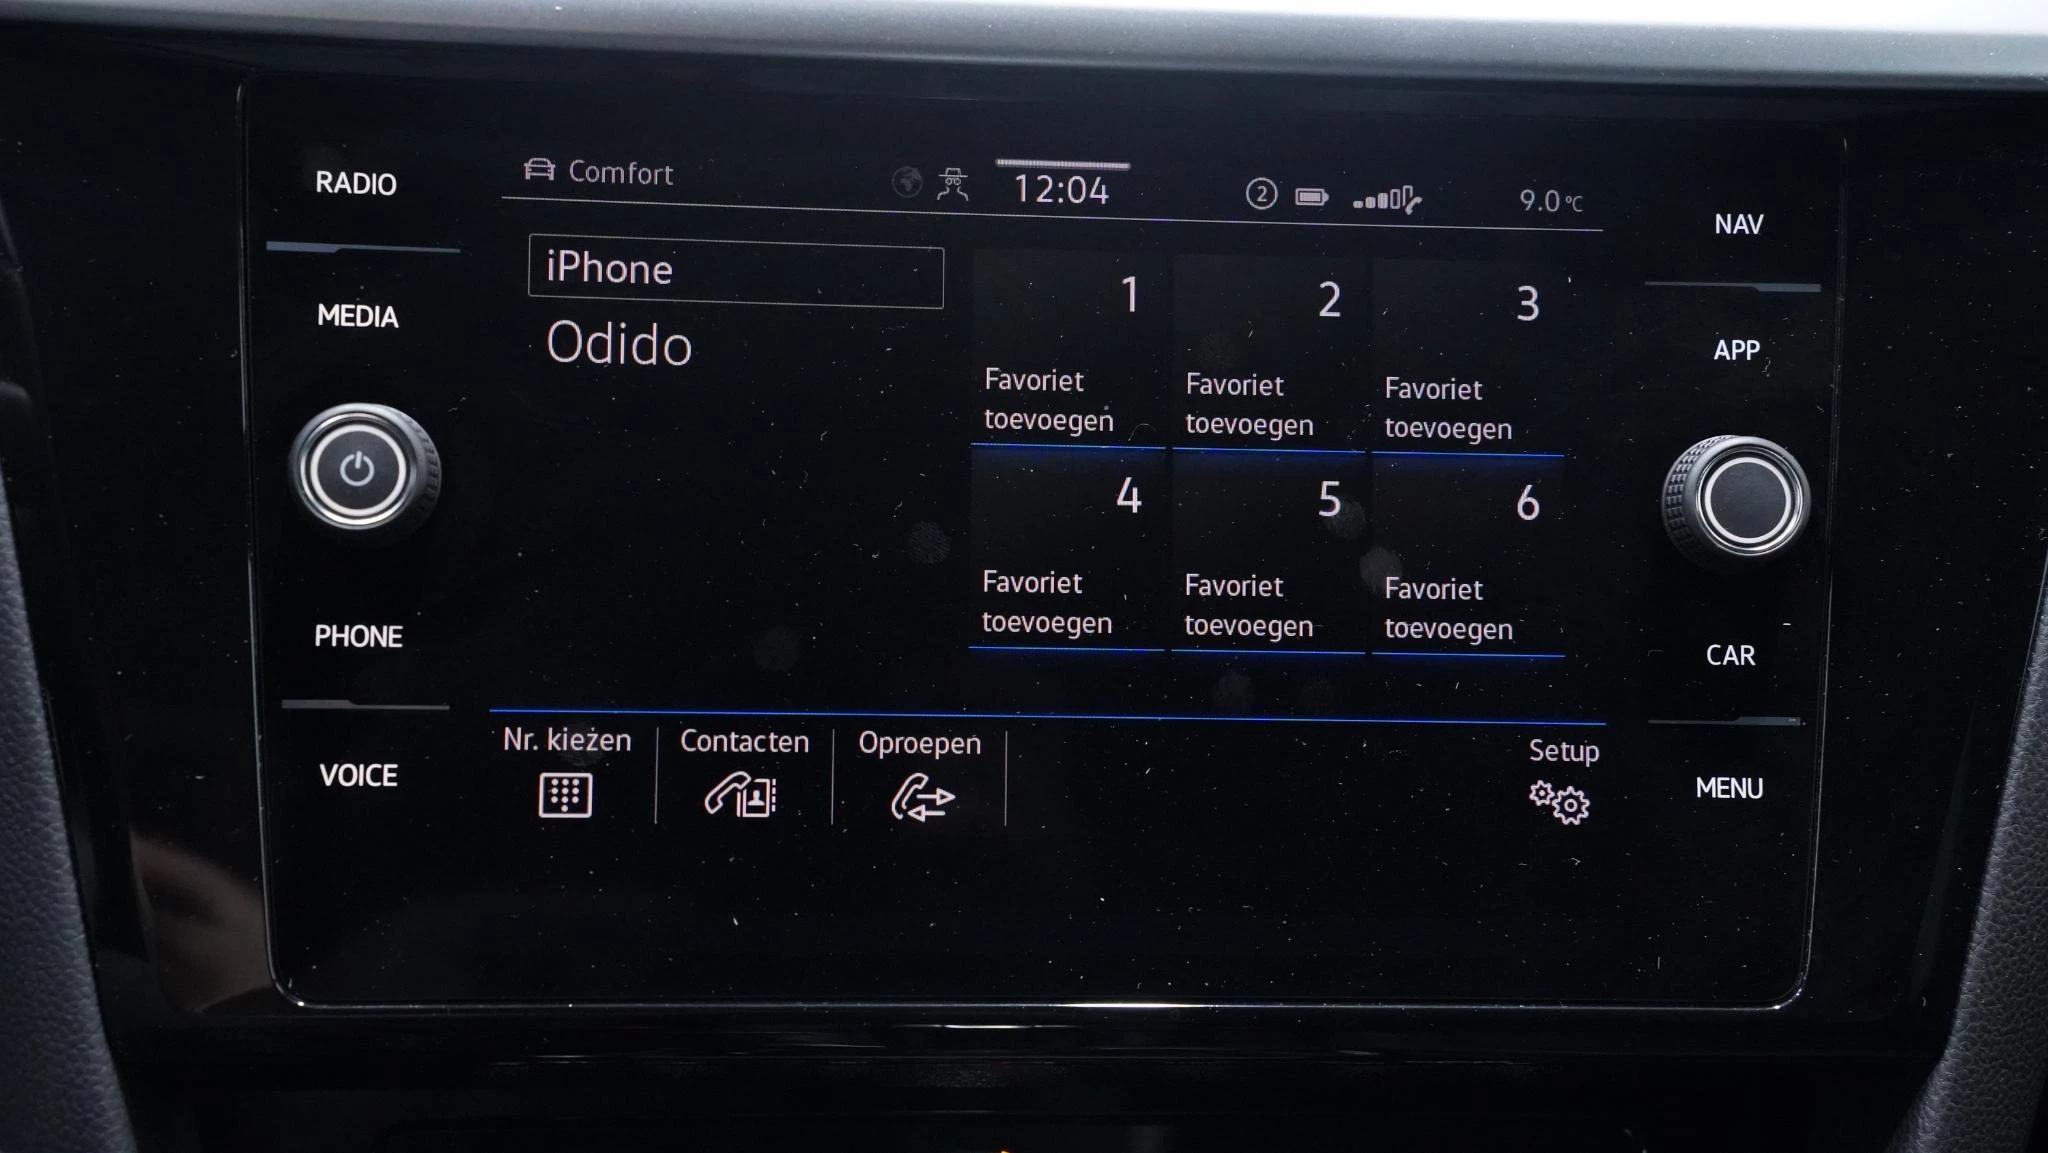 RADIO
MEDIA
PHONE
VOICE
Comfort
12:04
2
9.0 °C
iPhone
Odido
1
Favoriet
toevoegen
2
Favoriet
toevoegen
3
Favoriet
toevoegen
4
Favoriet
toevoegen
5
Favoriet
toevoegen
6
Favoriet
toevoegen
Nr. kiezen
Contacten
Oproepen
Setup
NAV
APP
CAR
MENU